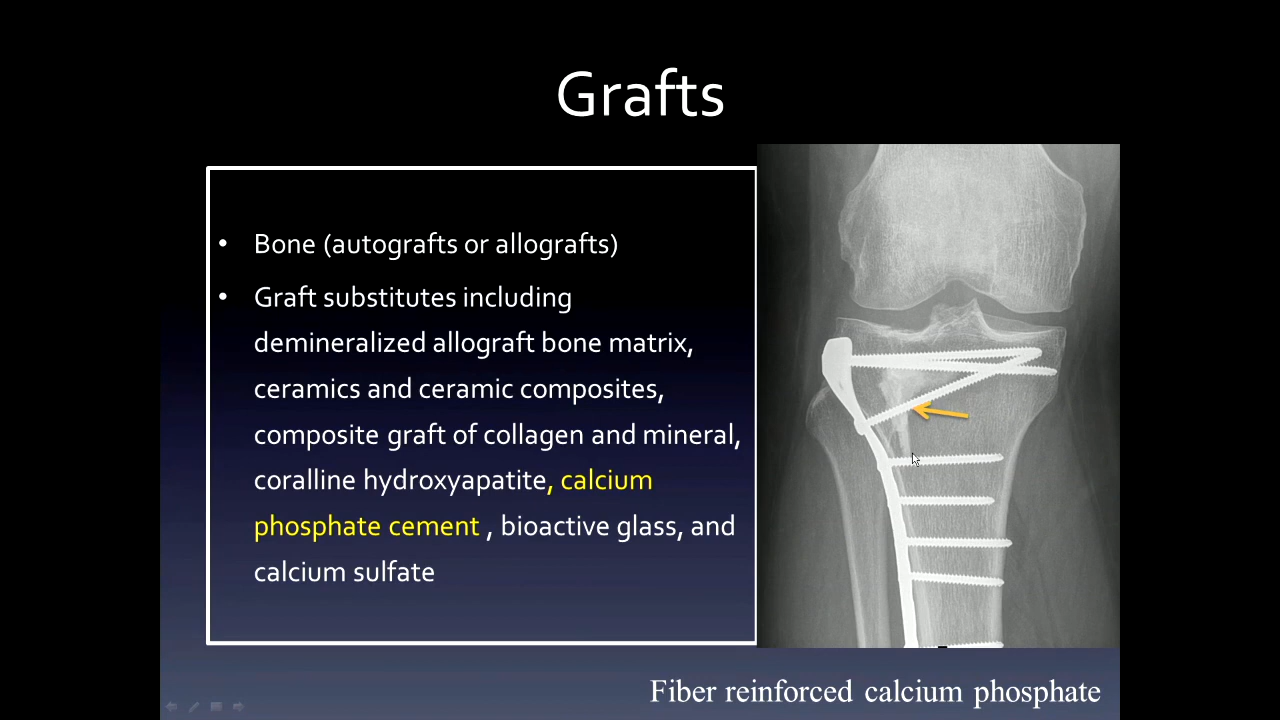 Grafts
• Bone (autografts or allografts)
• Graft substitutes including
demineralized allograft bone matrix,
ceramics and ceramic composites,
composite graft of collagen and mineral,
coralline hydroxyapatite, calcium
phosphate cement , bioactive glass, and
calcium sulfate
Fiber reinforced calcium phosphate